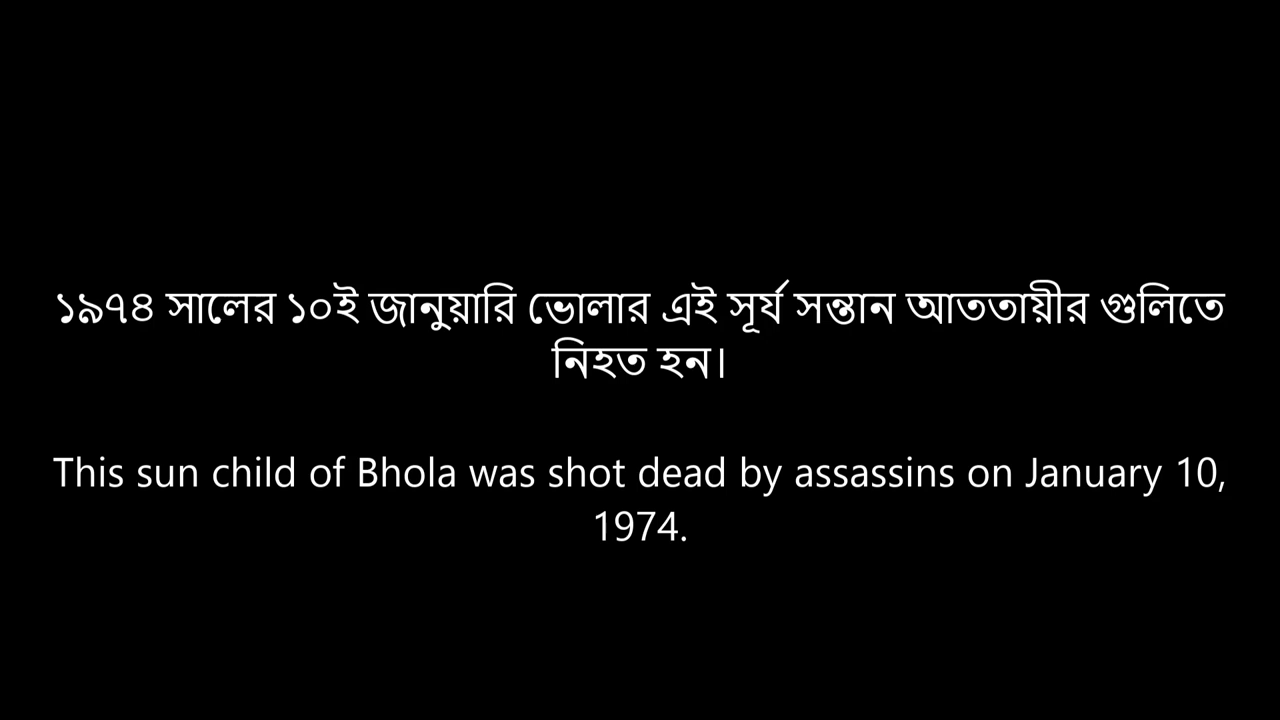 ১৯৭৪ সালের ১০ই জানুয়ারি ভোলার এই সূর্য সন্তান আততায়ীর গুলিতে
নিহত হন।
This sun child of Bhola was shot dead by assassins on January 10,
1974.